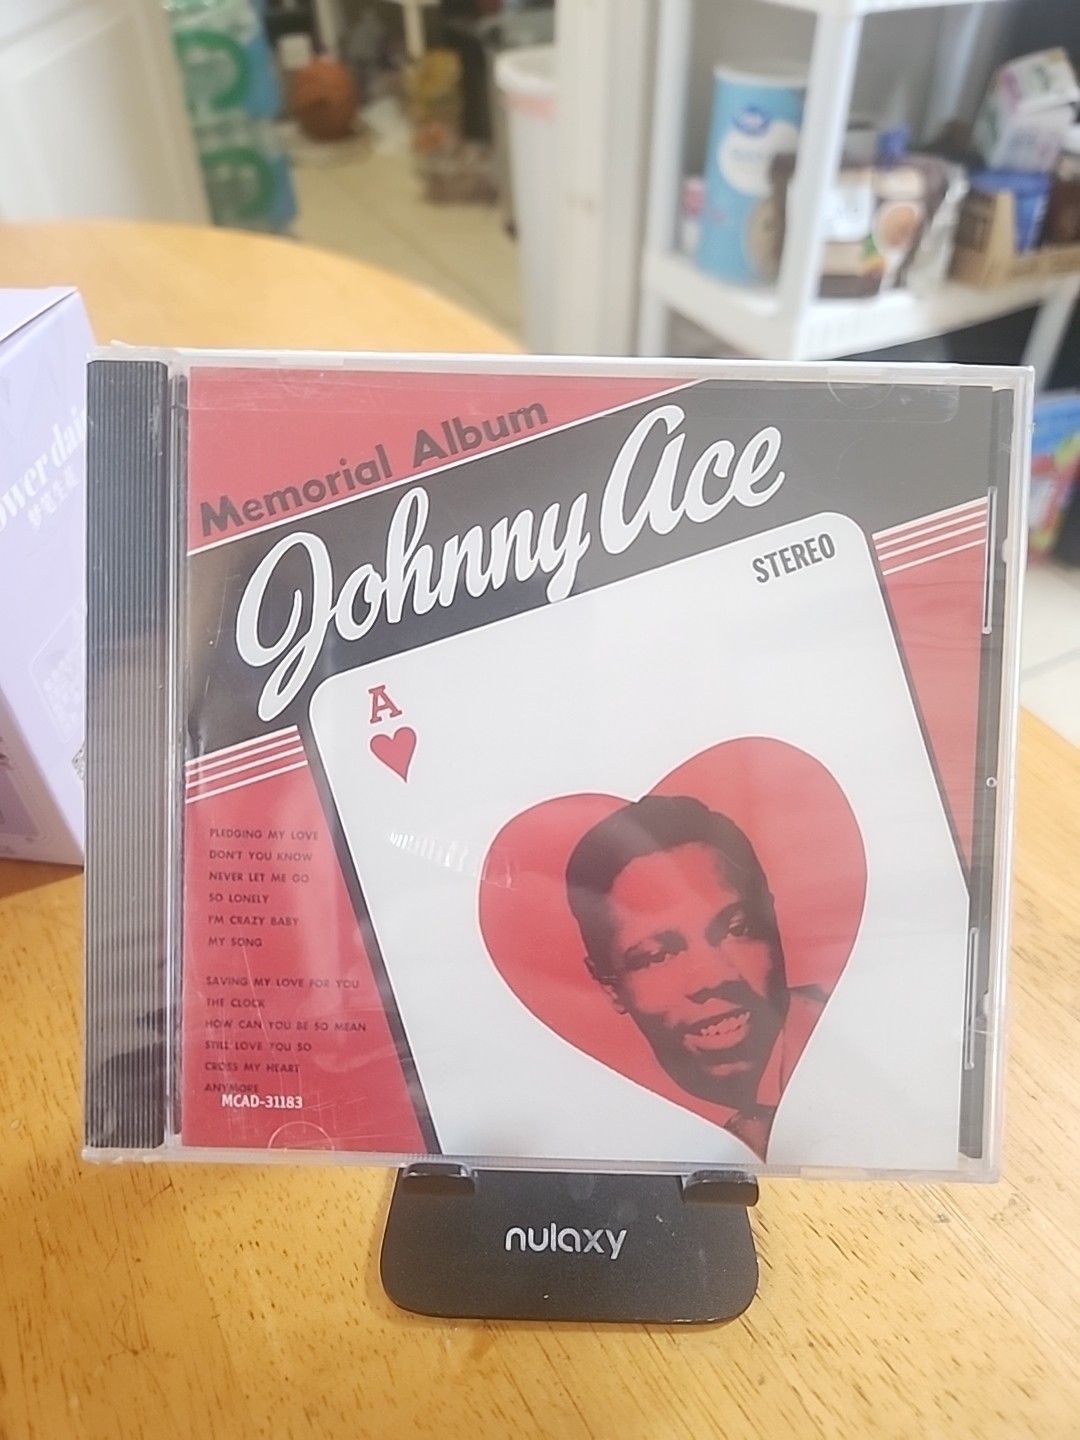 Memorial Album
Johnny Ace
STEREO
A
PLEDGING MY LOVE
DON'T YOU KNOW
NEVER LET ME GO
SO LONELY
I'M CRAZY BABY
MY SONG
SAVING MY LOVE FOR YOU
THE CLOCK
HOW CAN YOU BE SO MEAN
STILL LOVE YOU SO
CROSS MY HEART
ANYMORE
MCAD-31183
nulaxy